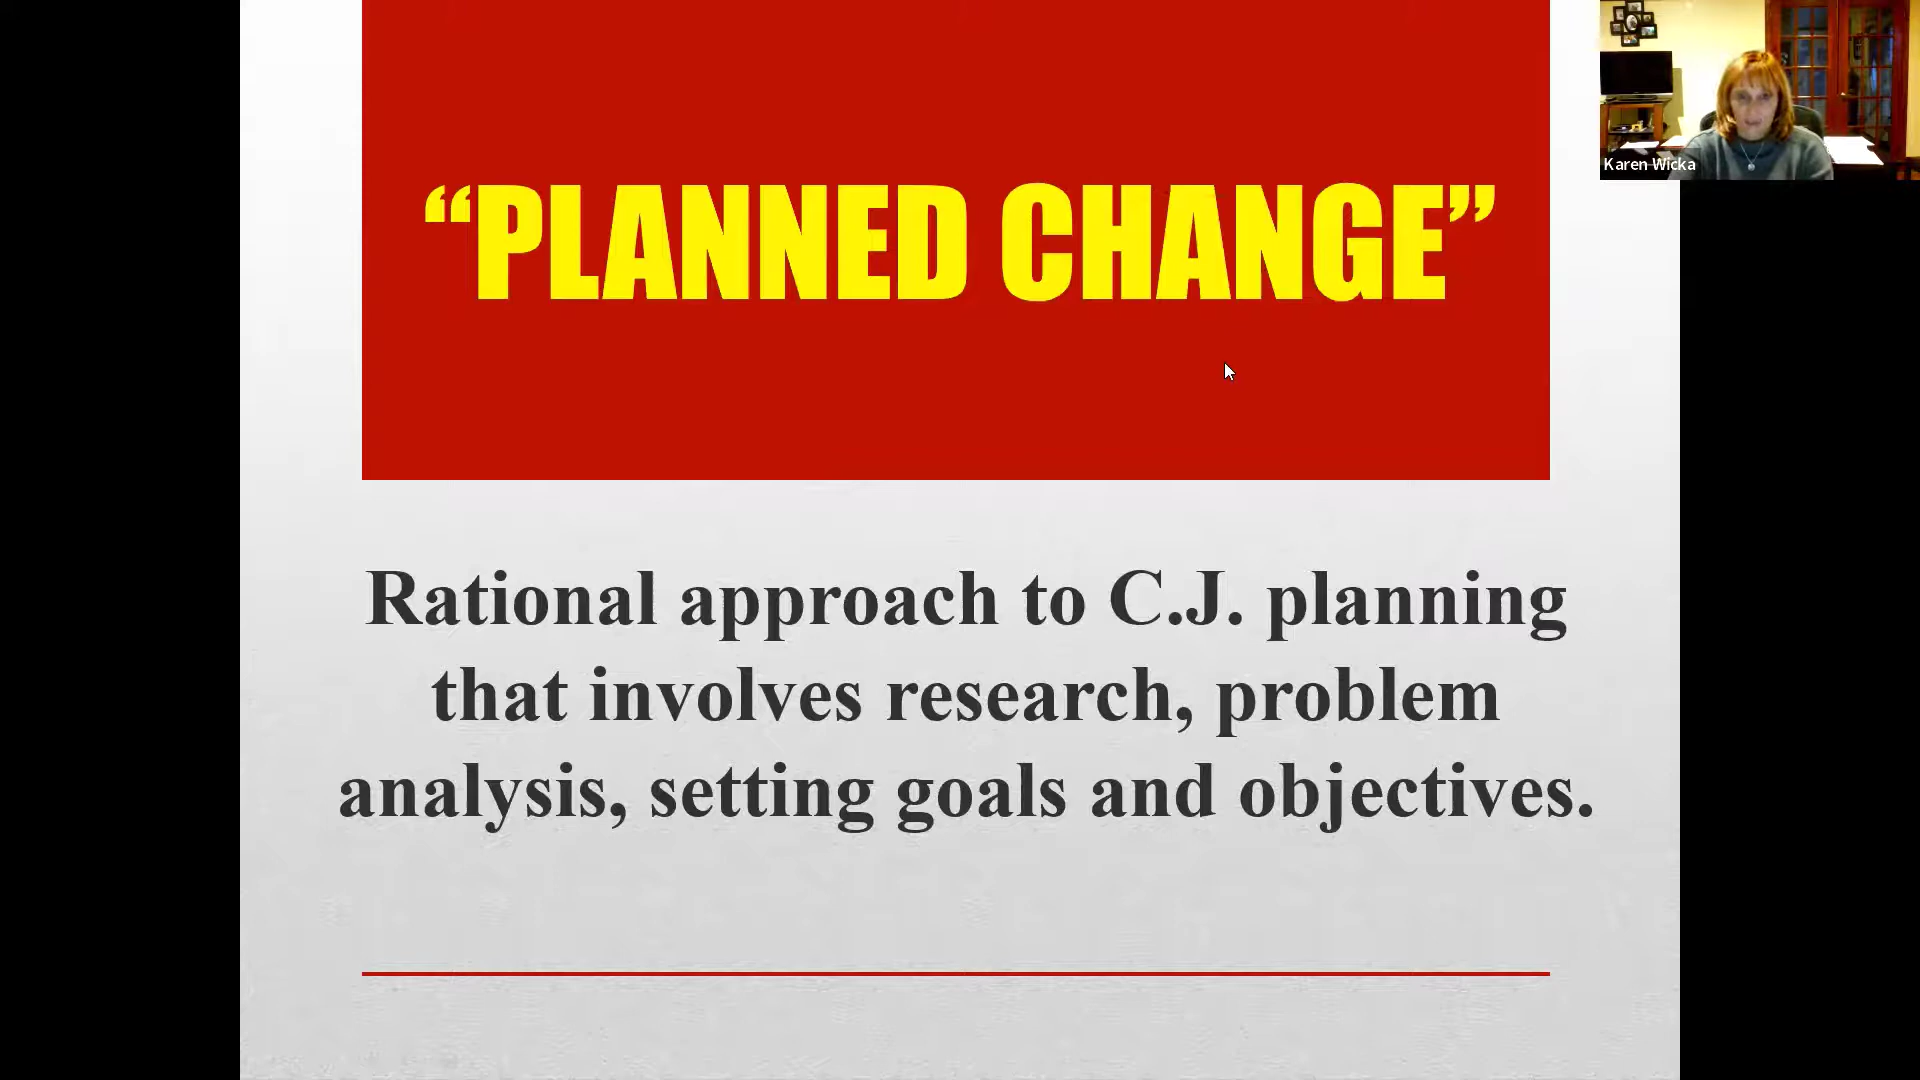 “PLANNED CHANGE”
Karen Wicka
Rational approach to C.J. planning
that involves research, problem
analysis, setting goals and objectives.